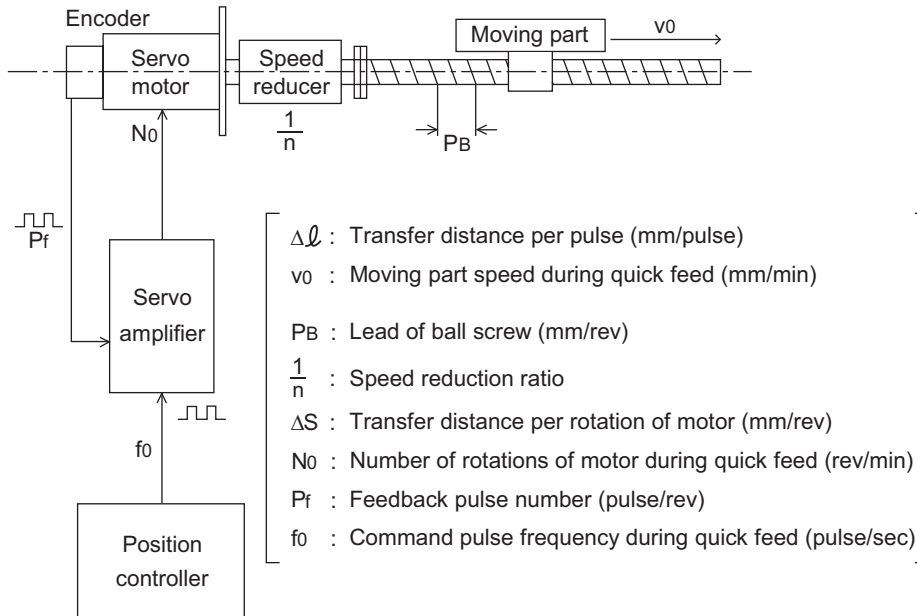 Encoder
Servo
motor
Speed
reducer
1/n
Moving part
v0
N0
PB
Pf
Servo
amplifier
f0
Position
controller
Δℓ : Transfer distance per pulse (mm/pulse)
v0 : Moving part speed during quick feed (mm/min)
PB : Lead of ball screw (mm/rev)
1/n : Speed reduction ratio
ΔS : Transfer distance per rotation of motor (mm/rev)
N0 : Number of rotations of motor during quick feed (rev/min)
Pf : Feedback pulse number (pulse/rev)
f0 : Command pulse frequency during quick feed (pulse/sec)